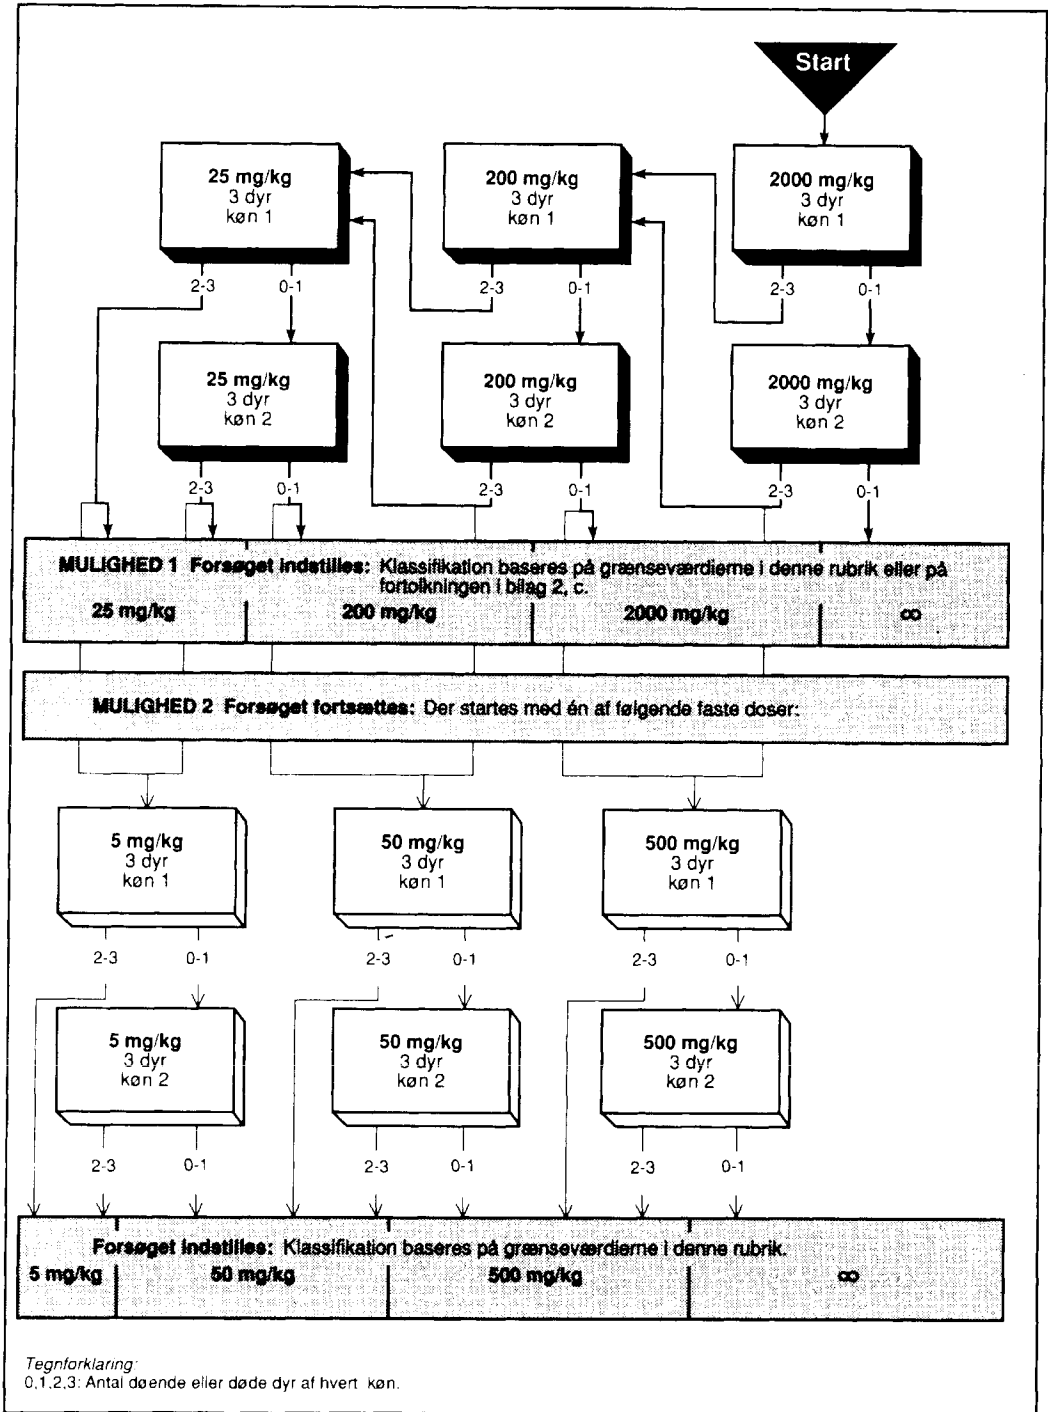 Start
25 mg/kg
3 dyr
køn 1
200 mg/kg
3 dyr
køn 1
2000 mg/kg
3 dyr
køn 1
2-3
0-1
2-3
0-1
2-3
0-1
25 mg/kg
3 dyr
køn 2
200 mg/kg
3 dyr
køn 2
2000 mg/kg
3 dyr
køn 2
2-3
0-1
2-3
0-1
2-3
0-1
MULIGHED 1 Forsøget indstilles: Klassifikation baseres på grænseværdierne i denne rubrik eller på
fortolkningen i bilag 2, c.
25 mg/kg
200 mg/kg
2000 mg/kg
∞
MULIGHED 2 Forsøget fortsættes: Der startes med én af følgende faste doser:
5 mg/kg
3 dyr
køn 1
50 mg/kg
3 dyr
køn 1
500 mg/kg
3 dyr
køn 1
2-3
0-1
2-3
0-1
2-3
0-1
5 mg/kg
3 dyr
køn 2
50 mg/kg
3 dyr
køn 2
500 mg/kg
3 dyr
køn 2
2-3
0-1
2-3
0-1
2-3
0-1
Forsøget indstilles: Klassifikation baseres på grænseværdierne i denne rubrik.
5 mg/kg
50 mg/kg
500 mg/kg
∞
Tegnforklaring:
0,1,2,3: Antal døende eller døde dyr af hvert køn.